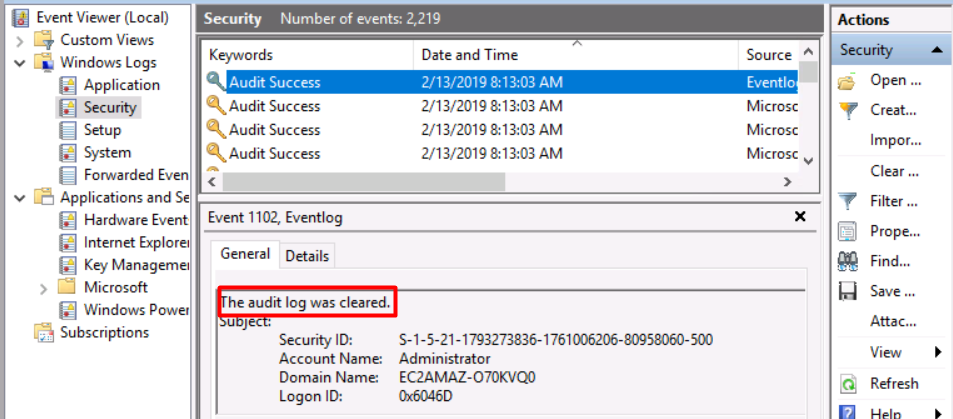 Event Viewer (Local)
Custom Views
Windows Logs
Application
Security
Setup
System
Forwarded Even
Applications and Se
Hardware Event
Internet Explorer
Key Managemen
Microsoft
Windows Power
Subscriptions
Security Number of events: 2,219
Keywords Date and Time Source
Audit Success 2/13/2019 8:13:03 AM Eventlo
Audit Success 2/13/2019 8:13:03 AM Microsc
Audit Success 2/13/2019 8:13:03 AM Microsc
Audit Success 2/13/2019 8:13:03 AM Microsc
Event 1102, Eventlog
General Details
The audit log was cleared.
Subject:
Security ID: S-1-5-21-1793273836-1761006206-80958060-500
Account Name: Administrator
Domain Name: EC2AMAZ-O70KVQ0
Logon ID: 0x6046D
Actions
Security
Open ...
Creat...
Impor...
Clear ...
Filter ...
Prope...
Find...
Save ...
Attac...
View
Refresh
Help